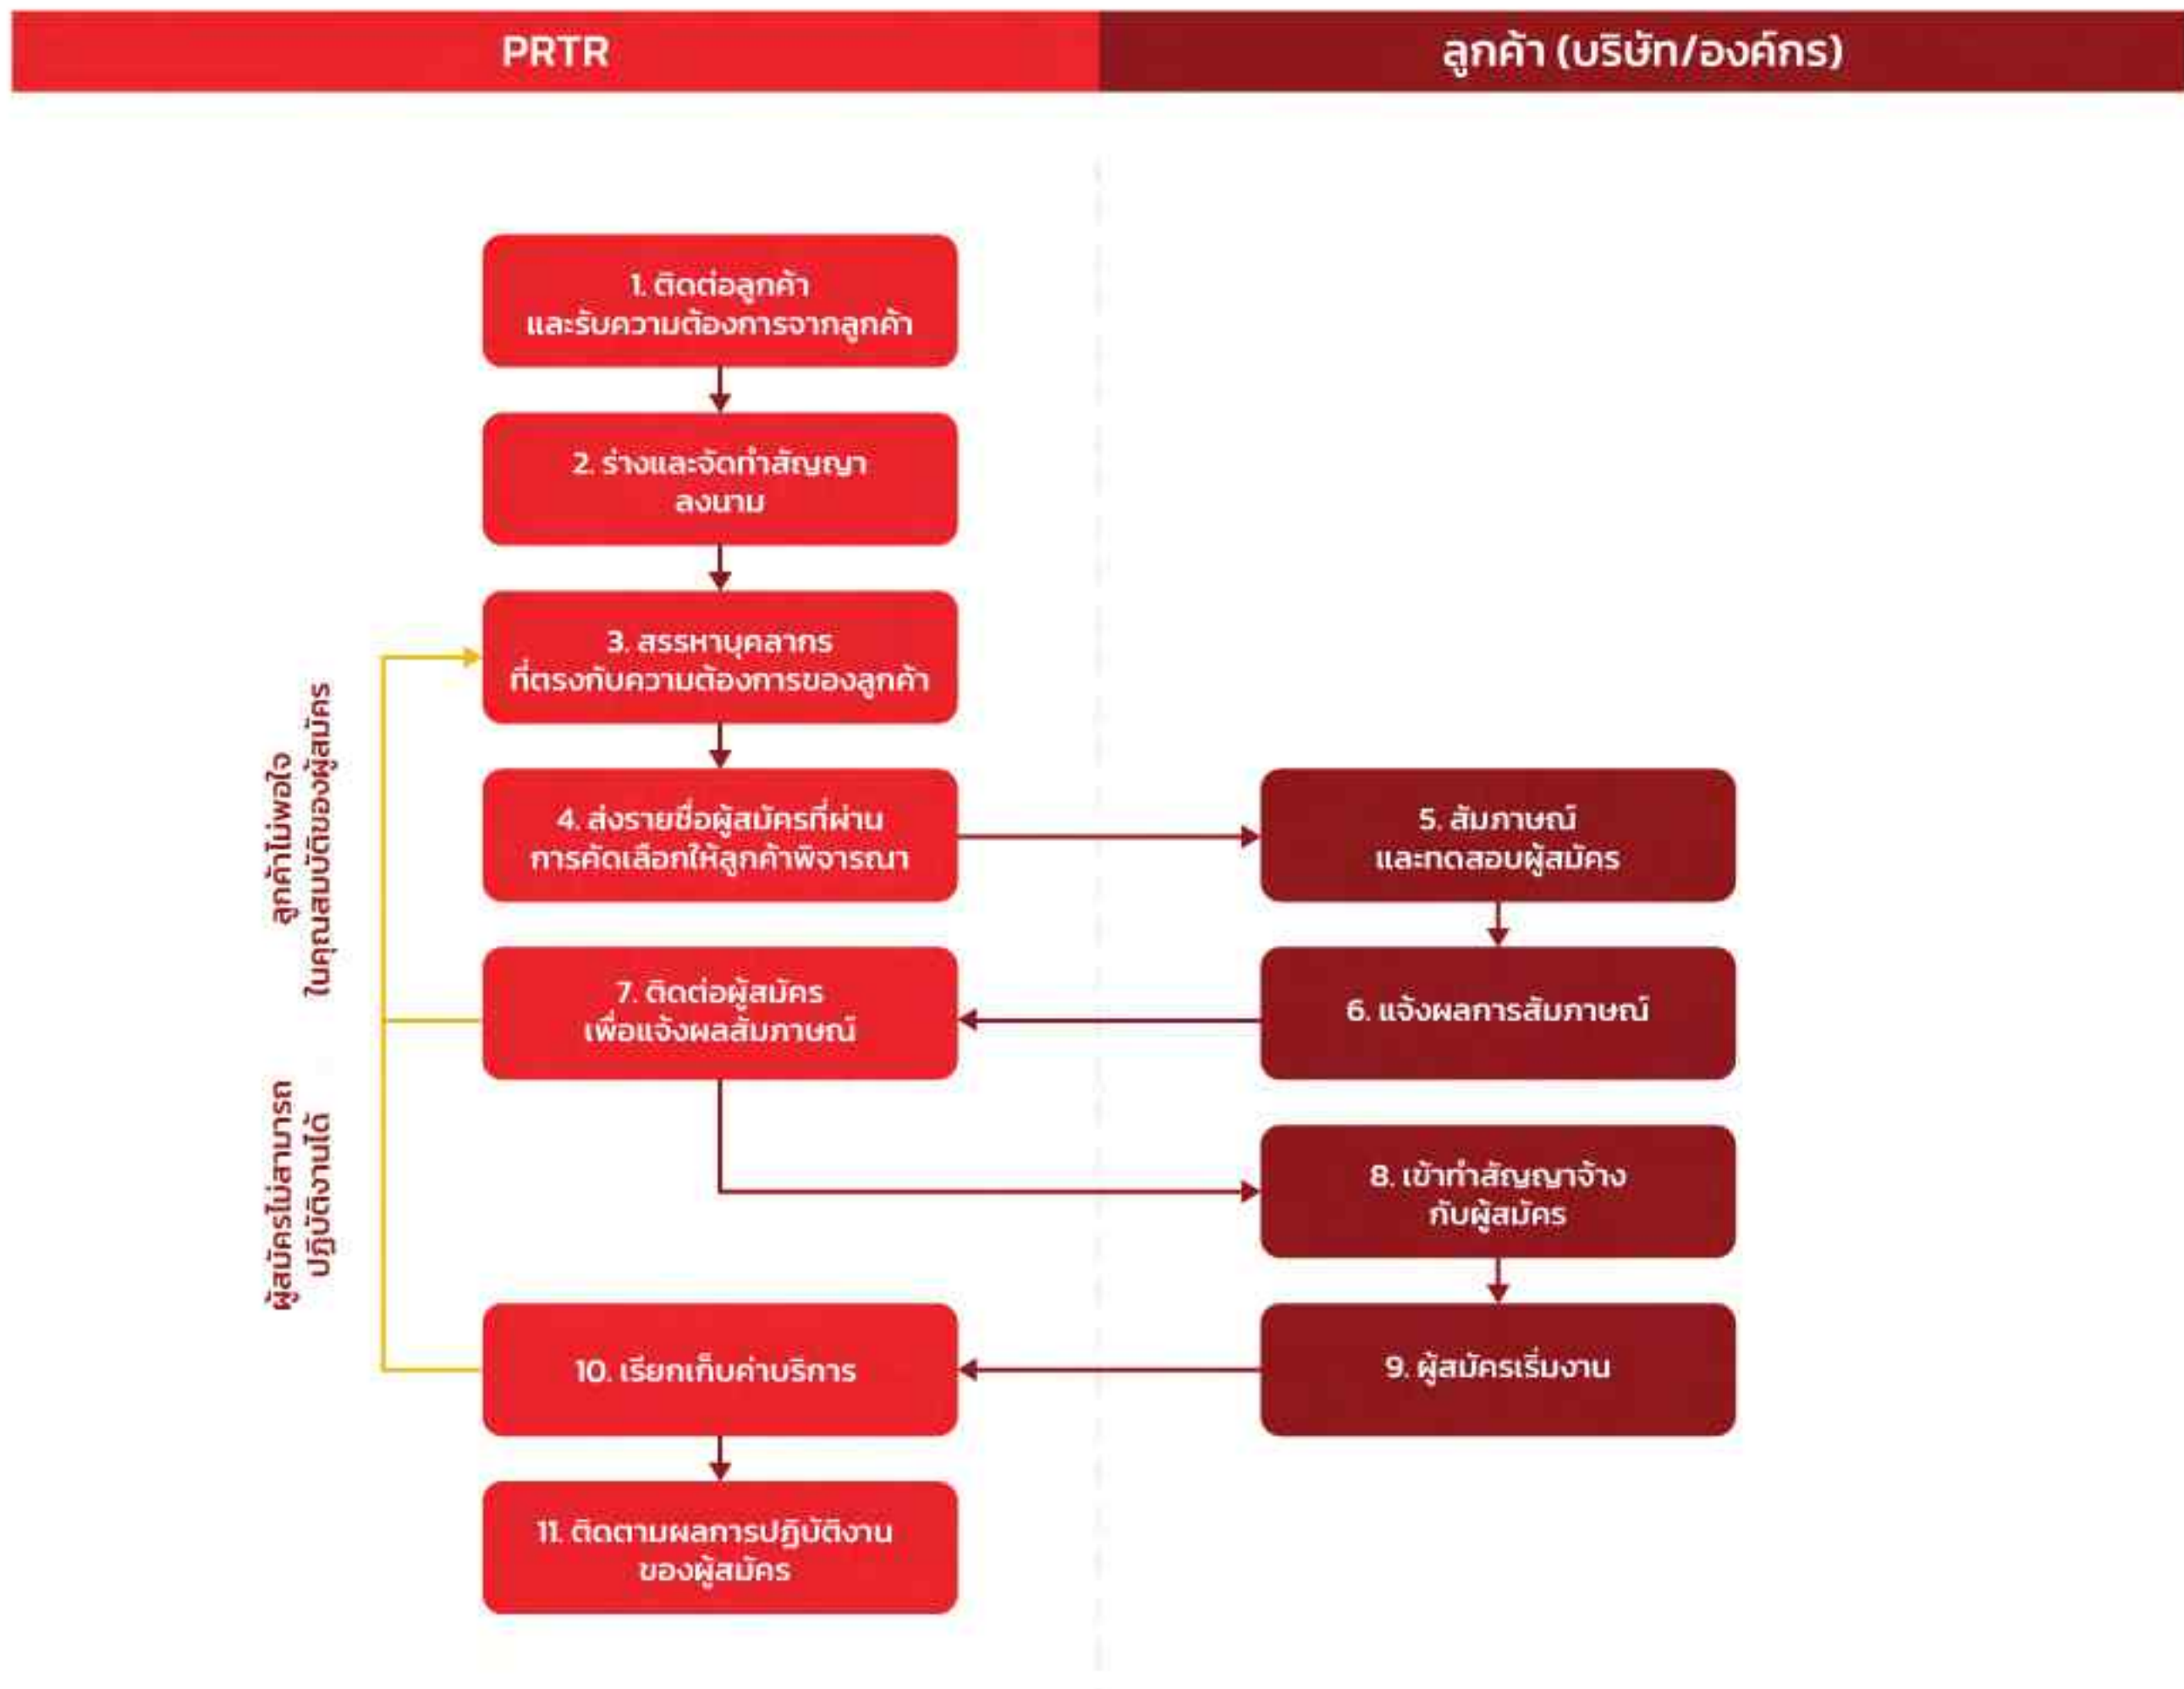 PRTR
ลูกค้า (บริษัท/องค์กร)
1. ติดต่อลูกค้า
และรับความต้องการจากลูกค้า
2. ร่างและจัดทำสัญญา
ลงนาม
3. สรรหาบุคลากร
ที่ตรงกับความต้องการของลูกค้า
ลูกค้าไม่พอใจ
ในคุณสมบัติของผู้สมัคร
4. ส่งรายชื่อผู้สมัครที่ผ่าน
การคัดเลือกให้ลูกค้าพิจารณา
5. สัมภาษณ์
และทดสอบผู้สมัคร
6. แจ้งผลการสัมภาษณ์
7. ติดต่อผู้สมัคร
เพื่อแจ้งผลสัมภาษณ์
ผู้สมัครไม่สามารถ
ปฏิบัติงานได้
8. เข้าทำสัญญาจ้าง
กับผู้สมัคร
9. ผู้สมัครเริ่มงาน
10. เรียกเก็บค่าบริการ
11. ติดตามผลการปฏิบัติงาน
ของผู้สมัคร